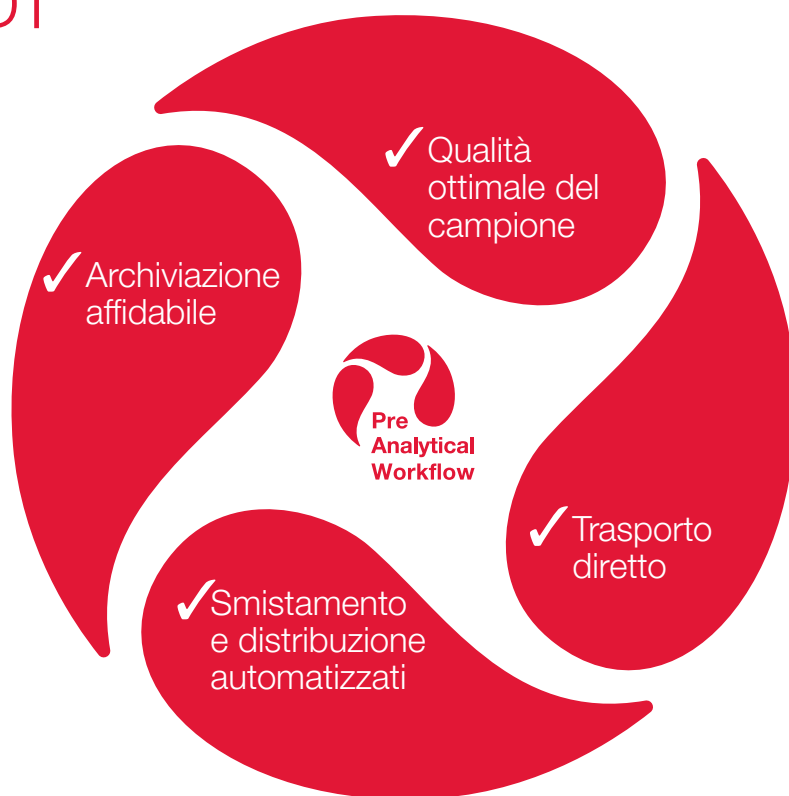 ✓ Qualità
ottimale del
campione
✓ Archiviazione
affidabile
Pre
Analytical
Workflow
✓ Trasporto
diretto
✓ Smistamento
e distribuzione
automatizzati